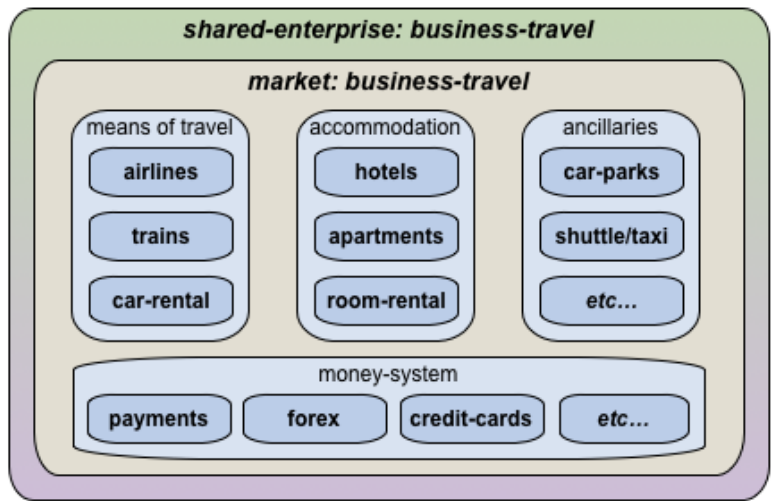 shared-enterprise: business-travel
market: business-travel
means of travel
airlines
trains
car-rental
accommodation
hotels
apartments
room-rental
ancillaries
car-parks
shuttle/taxi
etc…
money-system
payments
forex
credit-cards
etc…